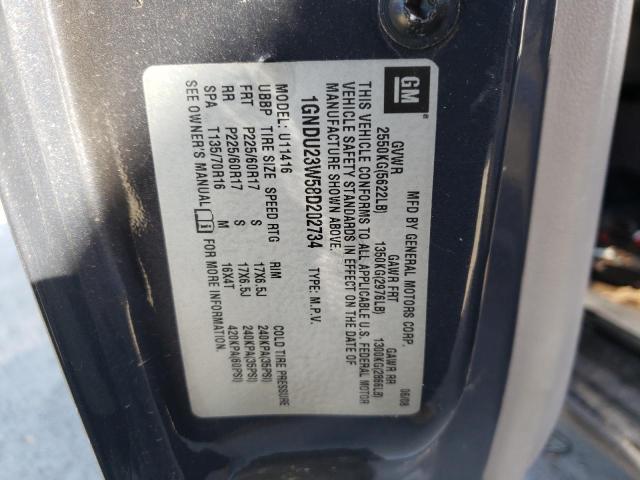 GM
MFD BY GENERAL MOTORS CORP. 06/08
GVWR GAWR FRT GAWR RR
2550KG(5622LB) 1350KG(2976LB) 1300KG(2866LB)
THIS VEHICLE CONFORMS TO ALL APPLICABLE U.S. FEDERAL MOTOR
VEHICLE SAFETY STANDARDS IN EFFECT ON THE DATE OF
MANUFACTURE SHOWN ABOVE.
1GNDU23W58D202734 TYPE: M.P.V.
MODEL: U11416
UBBP TIRE SIZE SPEED RTG RIM COLD TIRE PRESSURE
FRT P225/60R17 S 17X6.5J 240KPA(35PSI)
RR P225/60R17 S 17X6.5J 240KPA(35PSI)
SPA T135/70R16 M 16X4T 420KPA(60PSI)
SEE OWNER'S MANUAL FOR MORE INFORMATION.